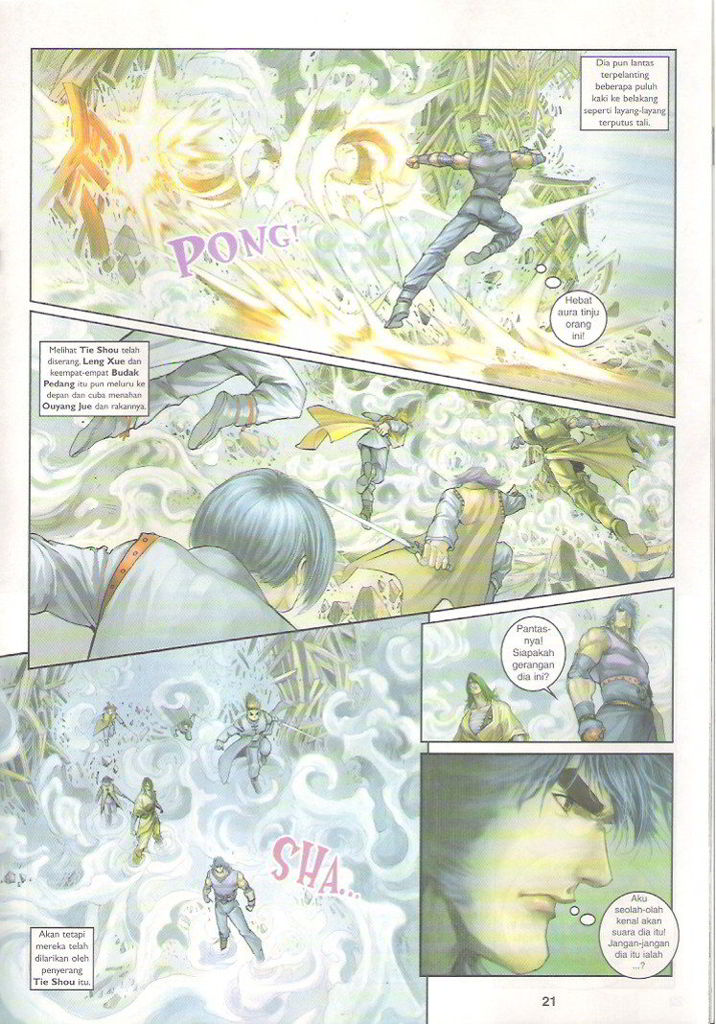 Dia pun lantas
terpelanting
beberapa puluh
kaki ke belakang
seperti layang-layang
terputus tali.
PONG!
Hebat
aura tinju
orang
ini!
Melihat Tie Shou telah
diserang, Leng Xue dan
keempat-empat Budak
Pedang itu pun meluru ke
depan dan cuba menahan
Ouyang Jue dan rakannya.
Pantas-
nya!
Siapakah
gerangan
dia ini?
SHA...
Akan tetapi
mereka telah
dilarikan oleh
penyerang
Tie Shou itu.
Aku
seolah-olah
kenal akan
suara dia itu!
Jangan-jangan
dia itu ialah
...?
21